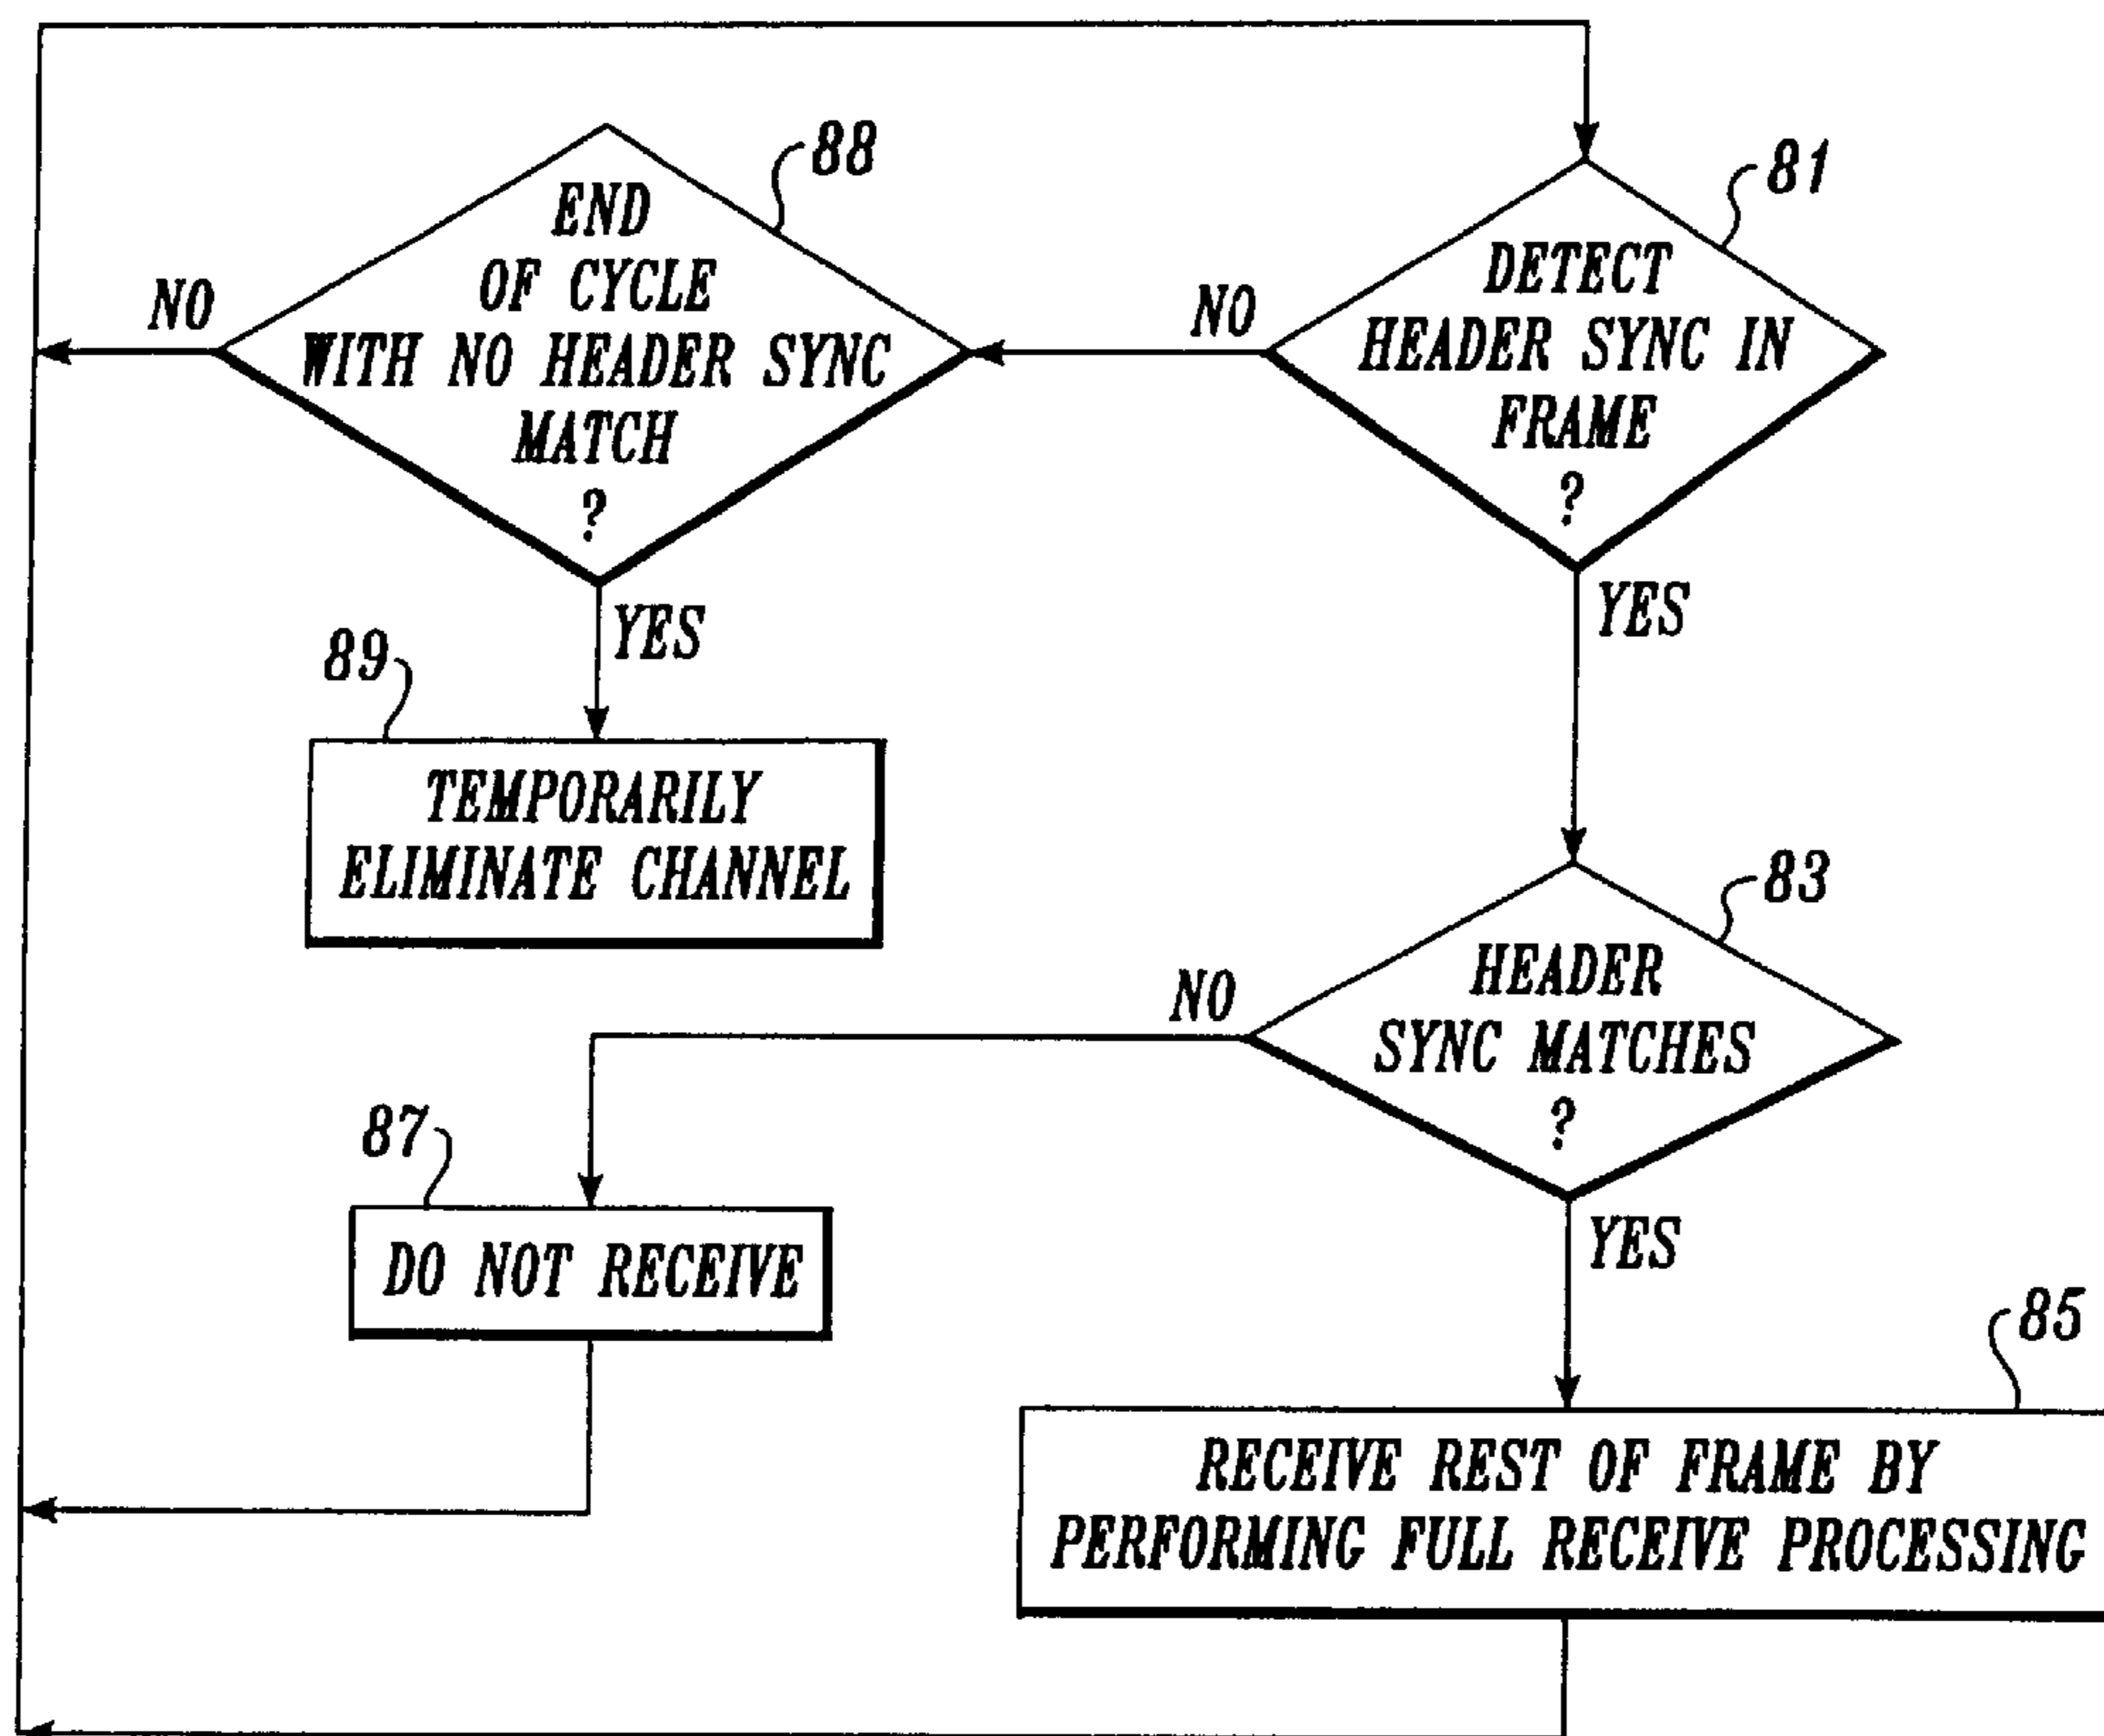 88
END
OF CYCLE
WITH NO HEADER SYNC
MATCH
?
NO
YES
81
DETECT
HEADER SYNC IN
FRAME
?
NO
YES
89
TEMPORARILY
ELIMINATE CHANNEL
83
HEADER
SYNC MATCHES
?
NO
YES
87
DO NOT RECEIVE
85
RECEIVE REST OF FRAME BY
PERFORMING FULL RECEIVE PROCESSING